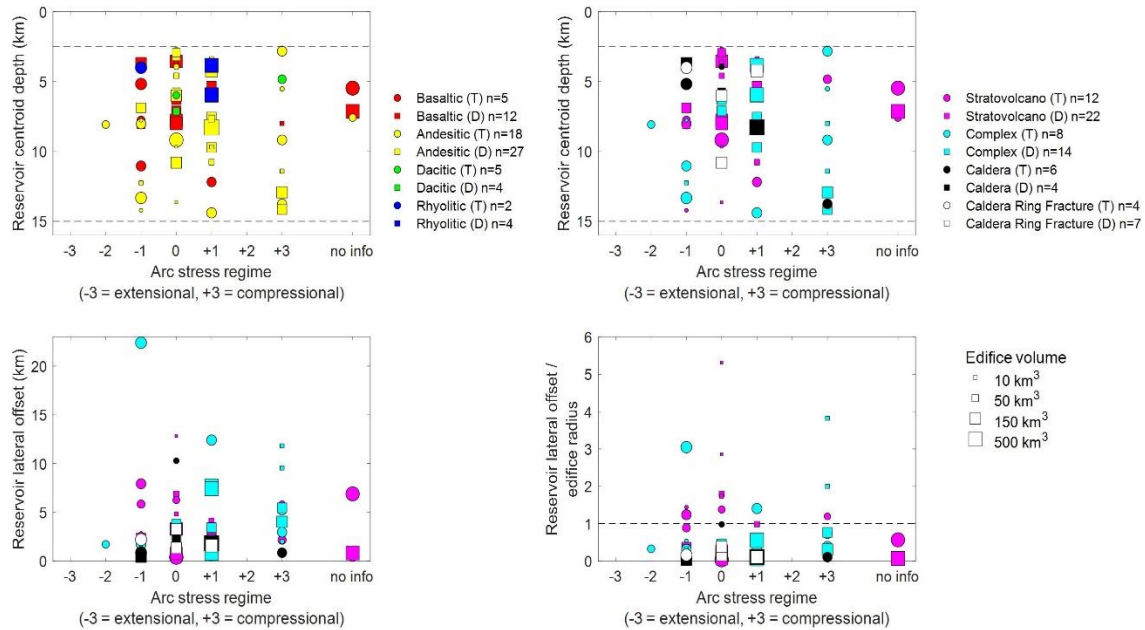 0
5
10
15
Reservoir centroid depth (km)
-3 -2 -1 0 +1 +2 +3 no info
Arc stress regime
(-3 = extensional, +3 = compressional)
Basaltic (T) n=5
Basaltic (D) n=12
Andesitic (T) n=18
Andesitic (D) n=27
Dacitic (T) n=5
Dacitic (D) n=4
Rhyolitic (T) n=2
Rhyolitic (D) n=4
0
5
10
15
Reservoir centroid depth (km)
-3 -2 -1 0 +1 +2 +3 no info
Arc stress regime
(-3 = extensional, +3 = compressional)
Stratovolcano (T) n=12
Stratovolcano (D) n=22
Complex (T) n=8
Complex (D) n=14
Caldera (T) n=6
Caldera (D) n=4
Caldera Ring Fracture (T) n=4
Caldera Ring Fracture (D) n=7
20
15
10
5
0
Reservoir lateral offset (km)
-3 -2 -1 0 +1 +2 +3 no info
Arc stress regime
(-3 = extensional, +3 = compressional)
6
5
4
3
2
1
0
Reservoir lateral offset /
edifice radius
-3 -2 -1 0 +1 +2 +3 no info
Arc stress regime
(-3 = extensional, +3 = compressional)
Edifice volume
10 km³
50 km³
150 km³
500 km³